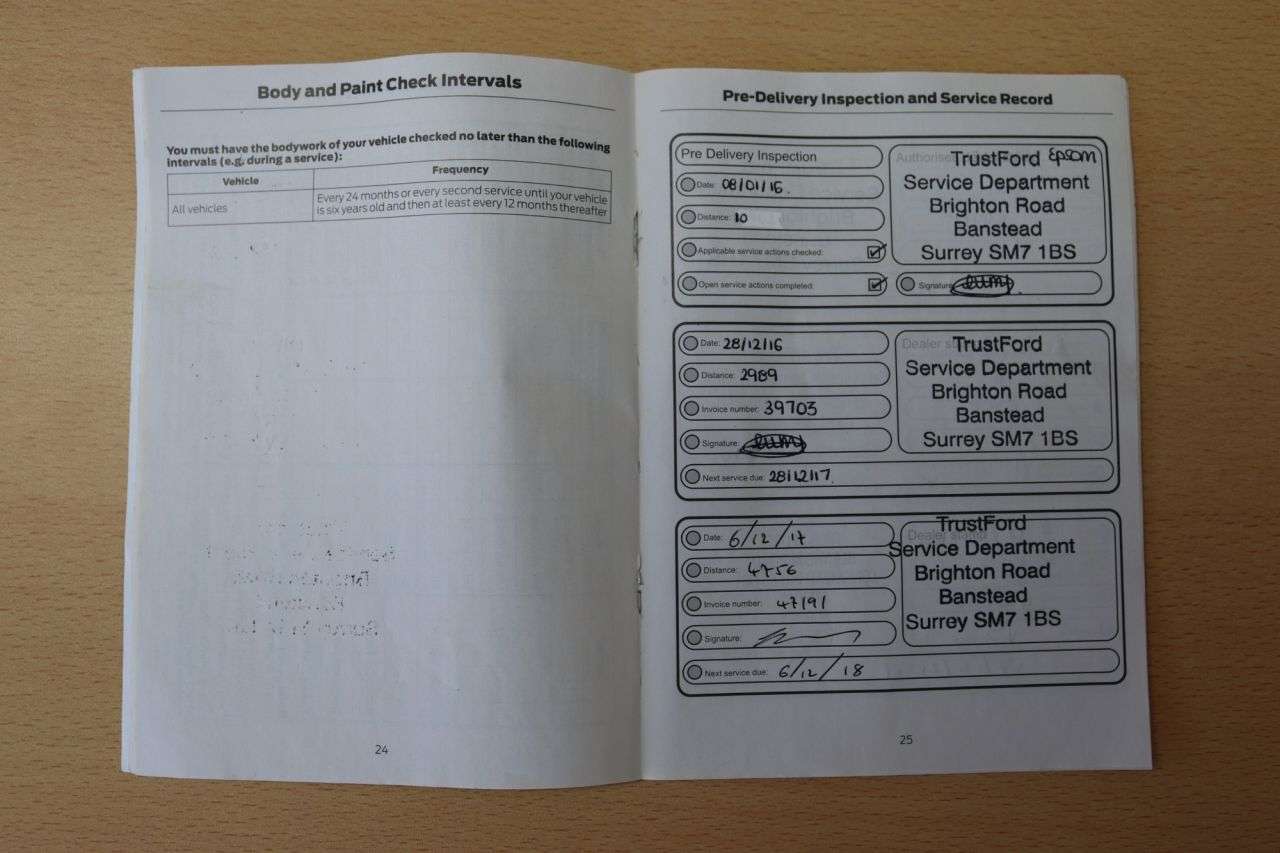 Body and Paint Check Intervals
You must have the bodywork of your vehicle checked no later than the following
intervals (e.g. during a service):
Vehicle
Frequency
All vehicles
Every 24 months or every second service until your vehicle
is six years old and then at least every 12 months thereafter
24
Pre-Delivery Inspection and Service Record
Pre Delivery Inspection
Date: 08/01/16.
Distance: 10
Applicable service actions checked:
Open service actions completed:
TrustFord Epsom
Service Department
Brighton Road
Banstead
Surrey SM7 1BS
Signature
Date: 28/12/16
Distance: 2989
Invoice number: 39703
Signature:
Next service due: 28/12/17
Dealer
TrustFord
Service Department
Brighton Road
Banstead
Surrey SM7 1BS
Date: 6/12/17
Distance: 4756
Invoice number: 47191
Signature:
Next service due: 6/12/18
Dealer
TrustFord
Service Department
Brighton Road
Banstead
Surrey SM7 1BS
25